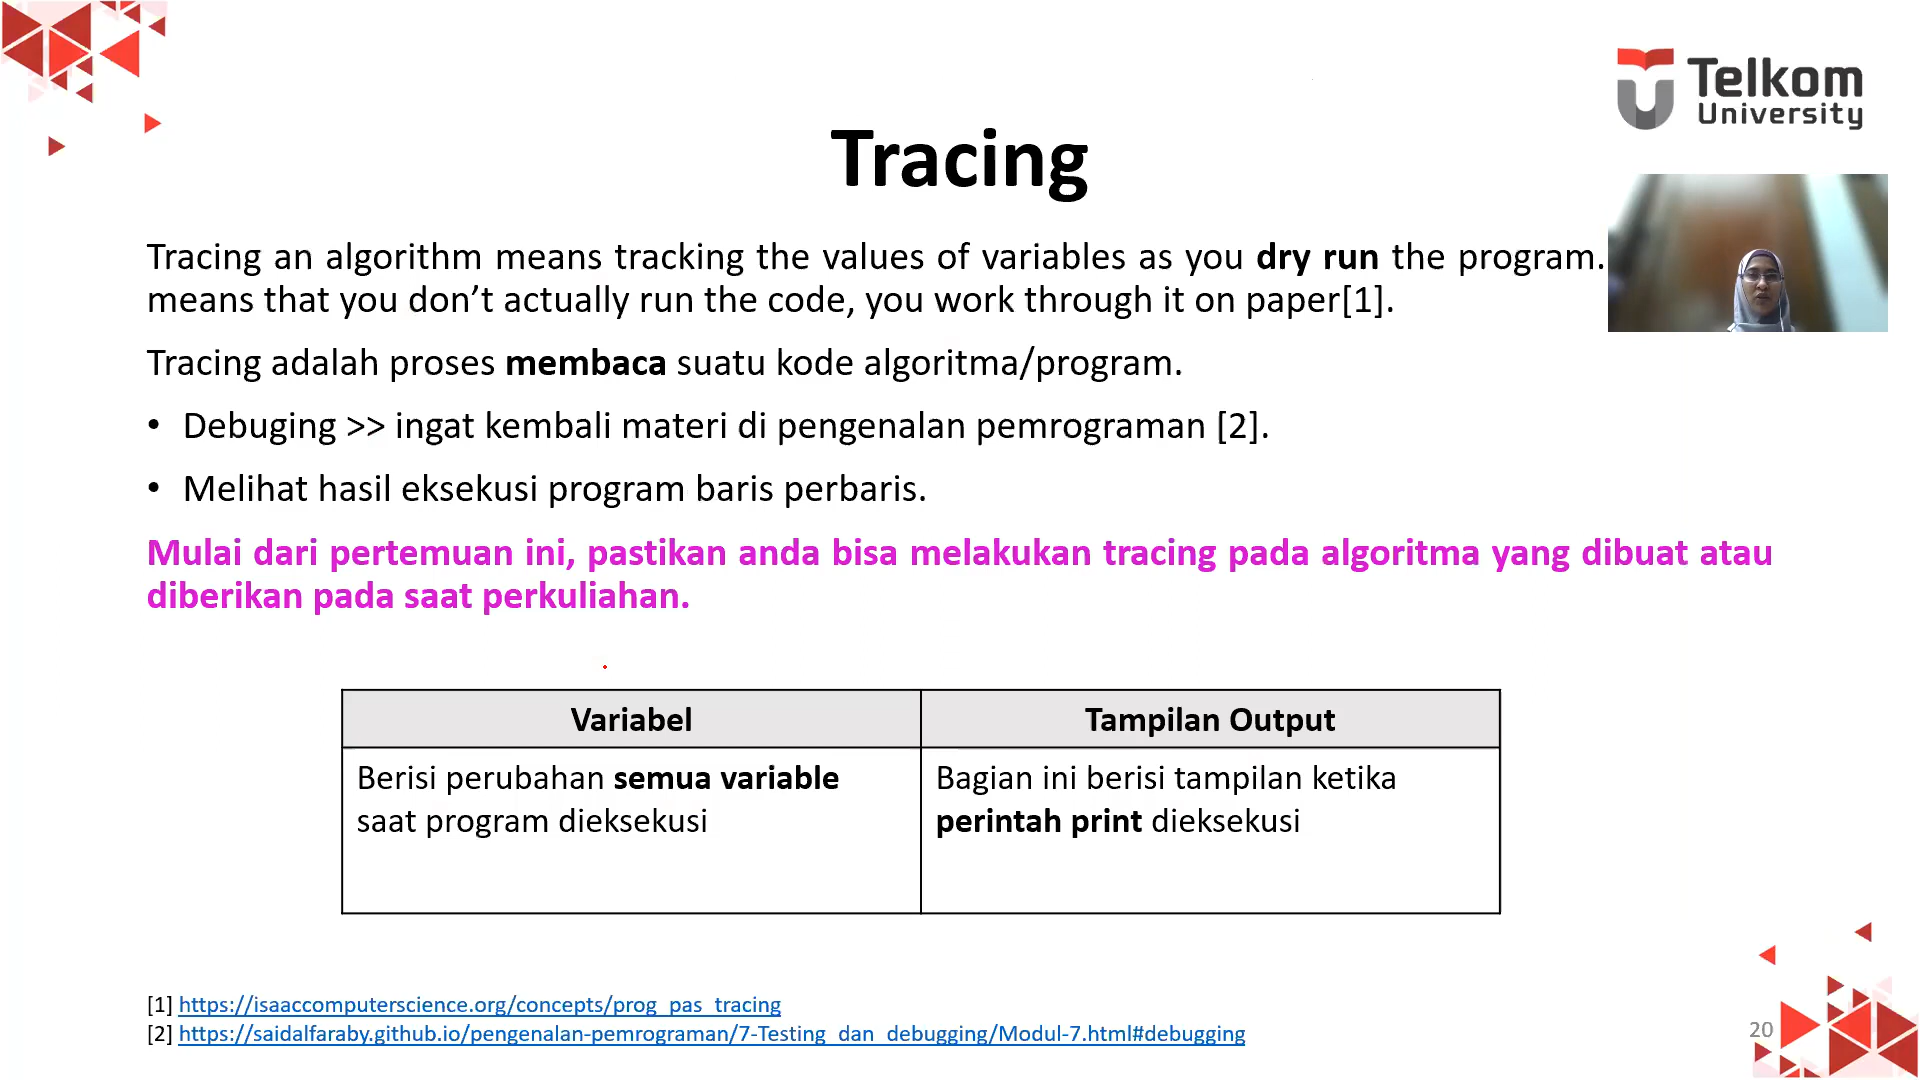 Telkom
University
Tracing
Tracing an algorithm means tracking the values of variables as you dry run the program.
means that you don’t actually run the code, you work through it on paper[1].
Tracing adalah proses membaca suatu kode algoritma/program.
• Debuging >> ingat kembali materi di pengenalan pemrograman [2].
• Melihat hasil eksekusi program baris perbaris.
Mulai dari pertemuan ini, pastikan anda bisa melakukan tracing pada algoritma yang dibuat atau
diberikan pada saat perkuliahan.
Variabel
Tampilan Output
Berisi perubahan semua variable
saat program dieksekusi
Bagian ini berisi tampilan ketika
perintah print dieksekusi
[1] https://isaaccomputerscience.org/concepts/prog_pas_tracing
[2] https://saidalfaraby.github.io/pengenalan-pemrograman/7-Testing_dan_debugging/Modul-7.html#debugging
20